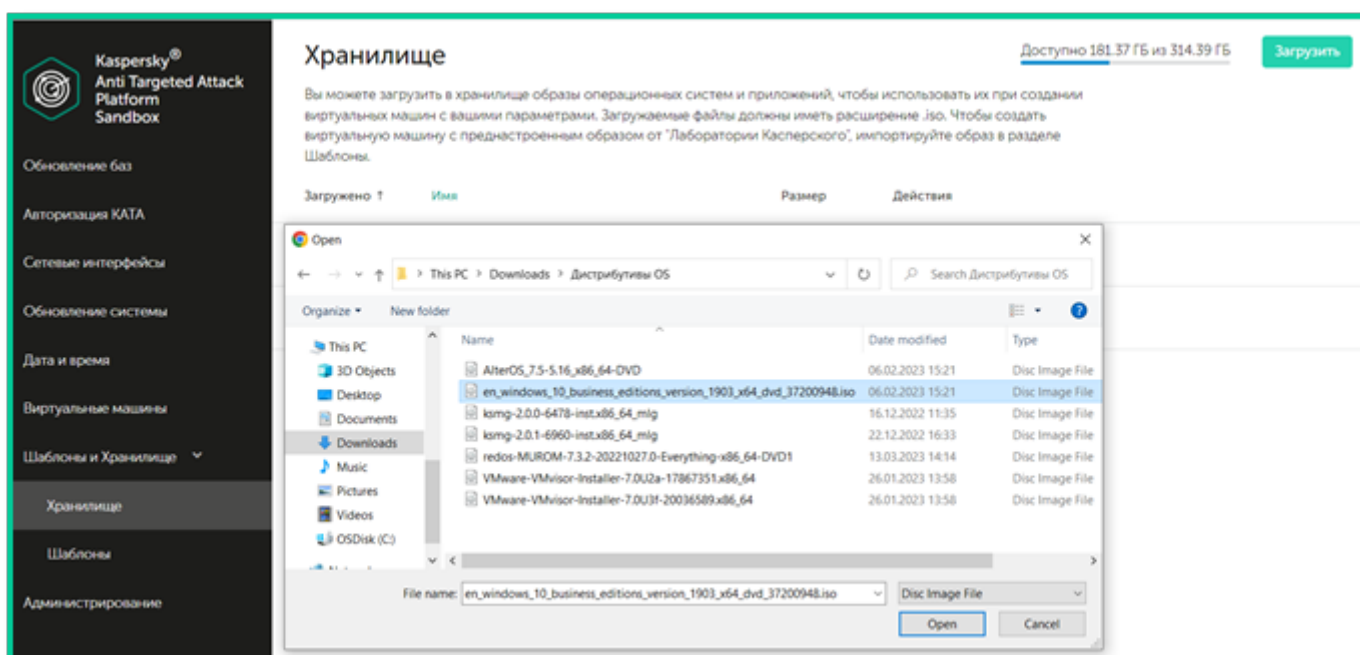 Kaspersky®
Anti Targeted Attack
Platform
Sandbox
Обновление баз
Авторизация КАТА
Сетевые интерфейсы
Обновление системы
Дата и время
Виртуальные машины
Шаблоны и Хранилище
Хранилище
Шаблоны
Администрирование
Хранилище
Доступно 181.37 ГБ из 314.39 ГБ
Загрузить
Вы можете загрузить в хранилище образы операционных систем и приложений, чтобы использовать их при создании
виртуальных машин с вашими параметрами. Загружаемые файлы должны иметь расширение .iso. Чтобы создать
виртуальную машину с преднастроенным образом от "Лаборатории Касперского", импортируйте образ в разделе
Шаблоны.
Загружено ↑ Имя Размер Действия
Open
This PC > Downloads > Дистрибутивы OS
Search Дистрибутивы OS
Organize New folder
This PC
3D Objects
Desktop
Documents
Downloads
Music
Pictures
Videos
OSDisk (C:)
Name Date modified Type
AlterOS_7.5-5.16_x86_64-DVD 06.02.2023 15:21 Disc Image File
en_windows_10_business_editions_version_1903_x64_dvd_37200948.iso 06.02.2023 15:21 Disc Image File
ksmg-2.0.0-6478-inst.x86_64_mlg 16.12.2022 11:35 Disc Image File
ksmg-2.0.1-6960-inst.x86_64_mlg 22.12.2022 16:33 Disc Image File
redos-MUROM-7.3.2-20221027.0-Everything-x86_64-DVD1 13.03.2023 14:14 Disc Image File
VMware-VMvisor-Installer-7.0U2a-17867351.x86_64 26.01.2023 13:58 Disc Image File
VMware-VMvisor-Installer-7.0U3f-20036589.x86_64 26.01.2023 13:58 Disc Image File
File name: en_windows_10_business_editions_version_1903_x64_dvd_37200948.iso Disc Image File
Open Cancel